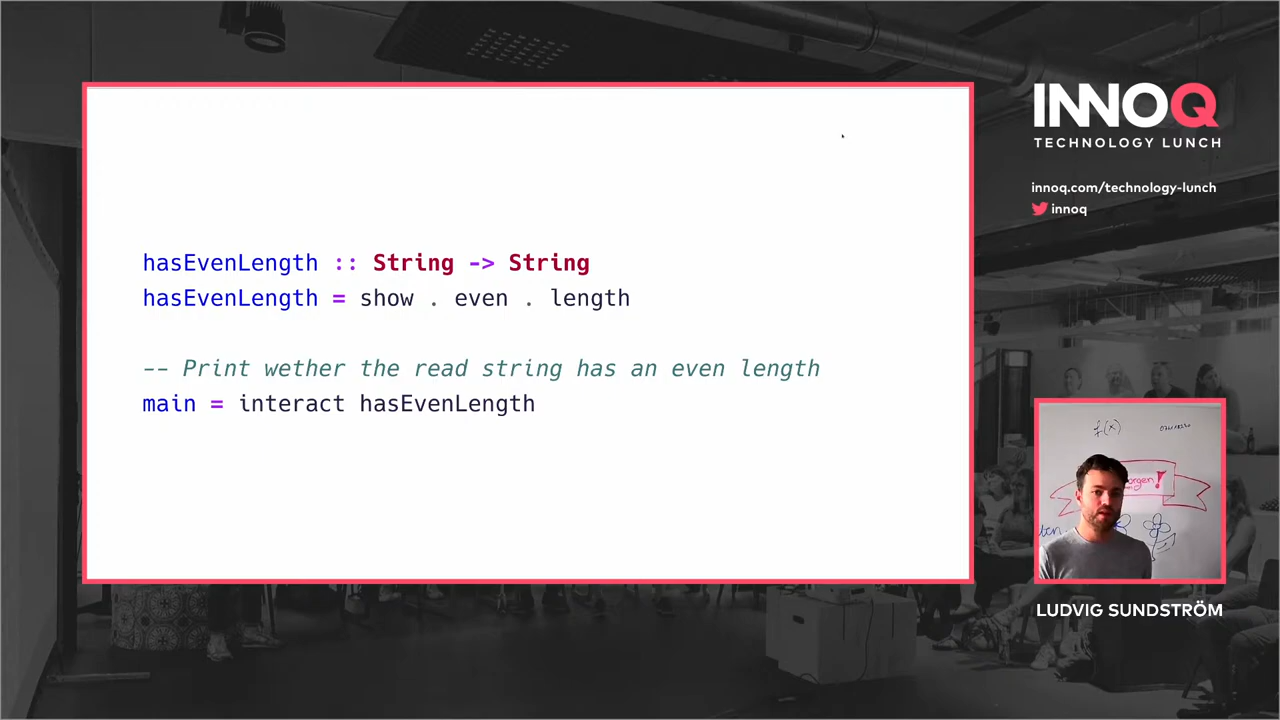 hasEvenLength :: String -> String
hasEvenLength = show . even . length
-- Print wether the read string has an even length
main = interact hasEvenLength
INNOQ
TECHNOLOGY LUNCH
innoq.com/technology-lunch
innoq
f(x)
LUDVIG SUNDSTRÖM